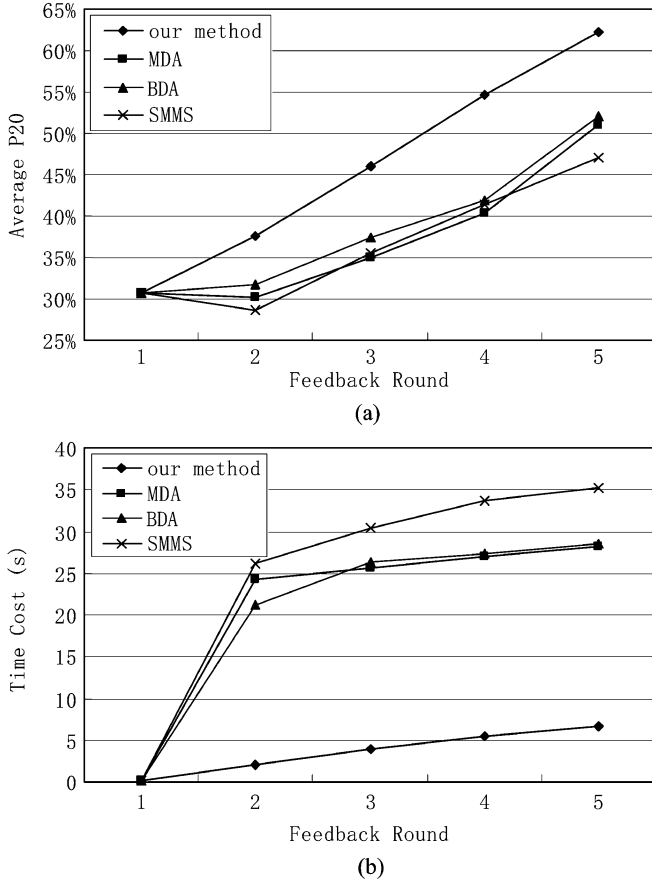 65%
60%
55%
50%
45%
40%
35%
30%
25%
Average P20
our method
MDA
BDA
SMMS
1 2 3 4 5
Feedback Round
(a)
40
35
30
25
20
15
10
5
0
Time Cost (s)
our method
MDA
BDA
SMMS
1 2 3 4 5
Feedback Round
(b)